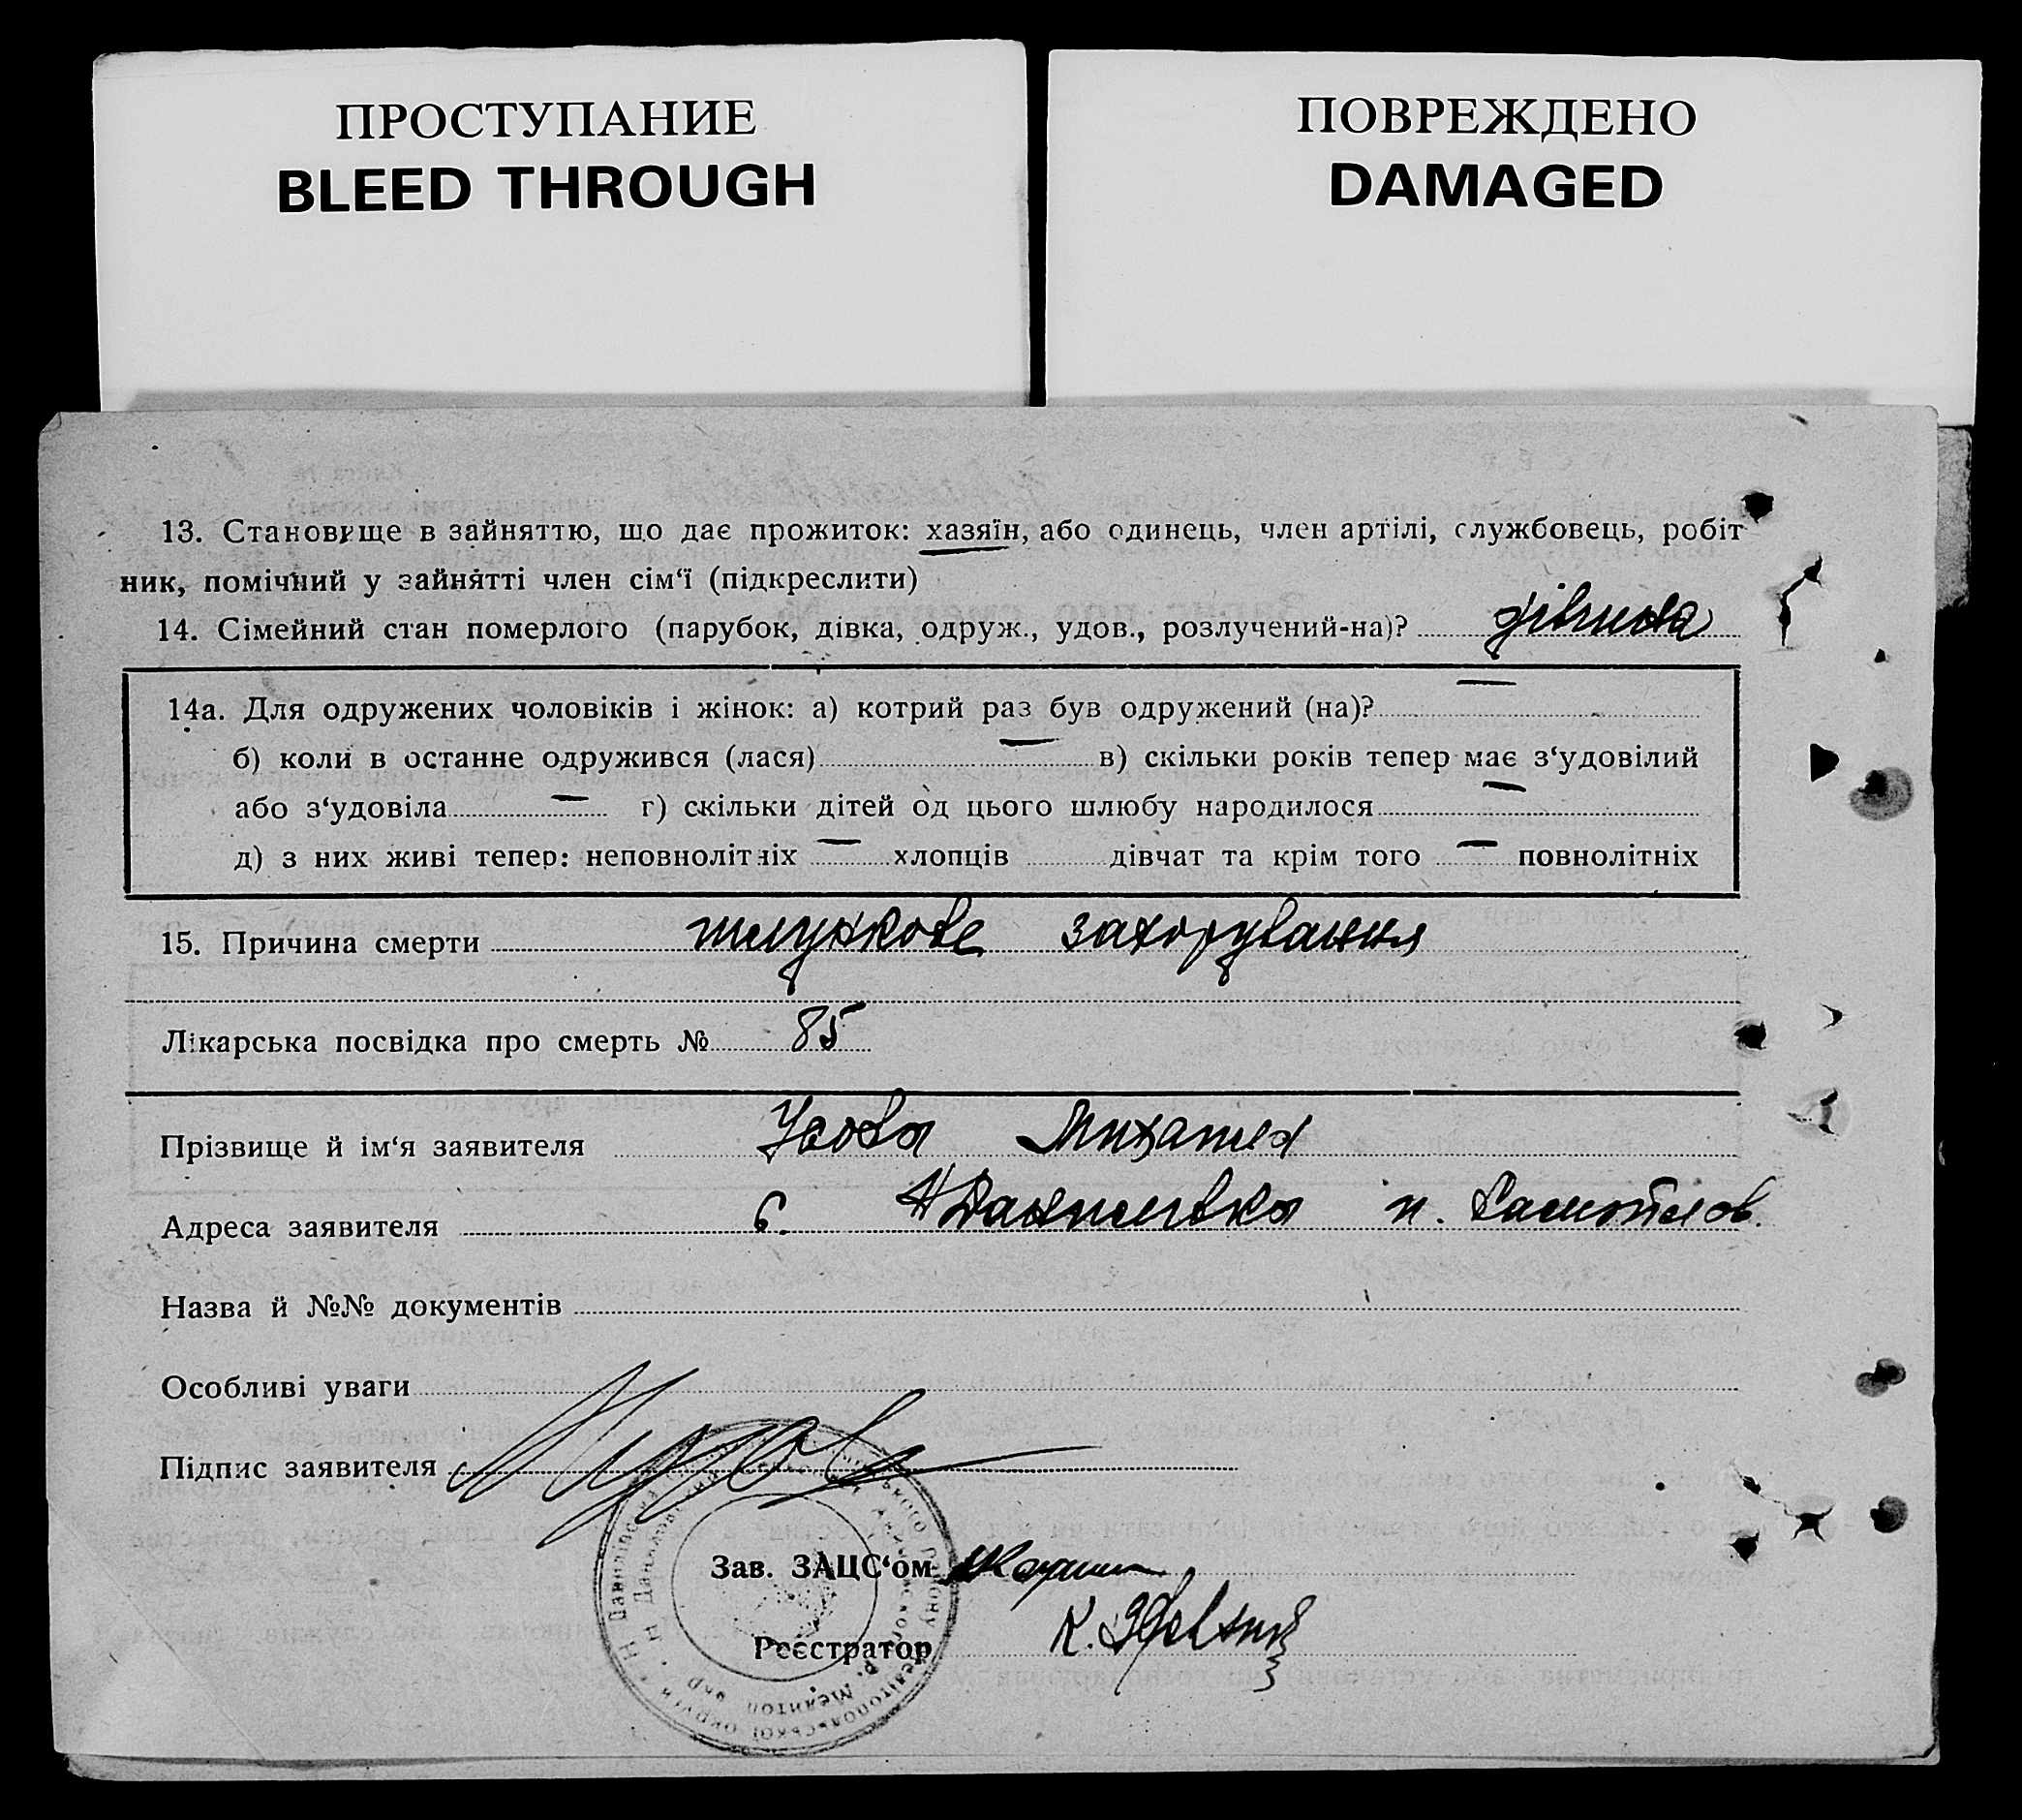 ПРОСТУПАНИЕ
BLEED THROUGH
ПОВРЕЖДЕНО
DAMAGED
13. Становище в зайняттю, що дає прожиток: хазяїн, або одинець, член артілі, службовець, робіт
ник, помічний у зайнятті член сім‘ї (підкреслити)
14. Сімейний стан померлого (парубок, дівка, одруж., удов., розлучений-на)? дівчина
14а. Для одружених чоловіків і жінок: а) котрий раз був одружений (на)? —
б) коли в останне одружився (лася) — в) скільки років тепер має з‘удовілий
або з‘удовіла — г) скільки дітей од цього шлюбу народилося —
д) з них живі тепер: неповнолітніх — хлопців дівчат та крім того — повнолітніх
15. Причина смерти шлункове захорування
Лікарська посвідка про смерть № 85
Прізвище й ім‘я заявителя
Адреса заявителя с. Н Данилівка
Назва й №№ документів
Особливі уваги
Підпис заявителя
Зав. ЗАЦС‘ом
Реєстратор